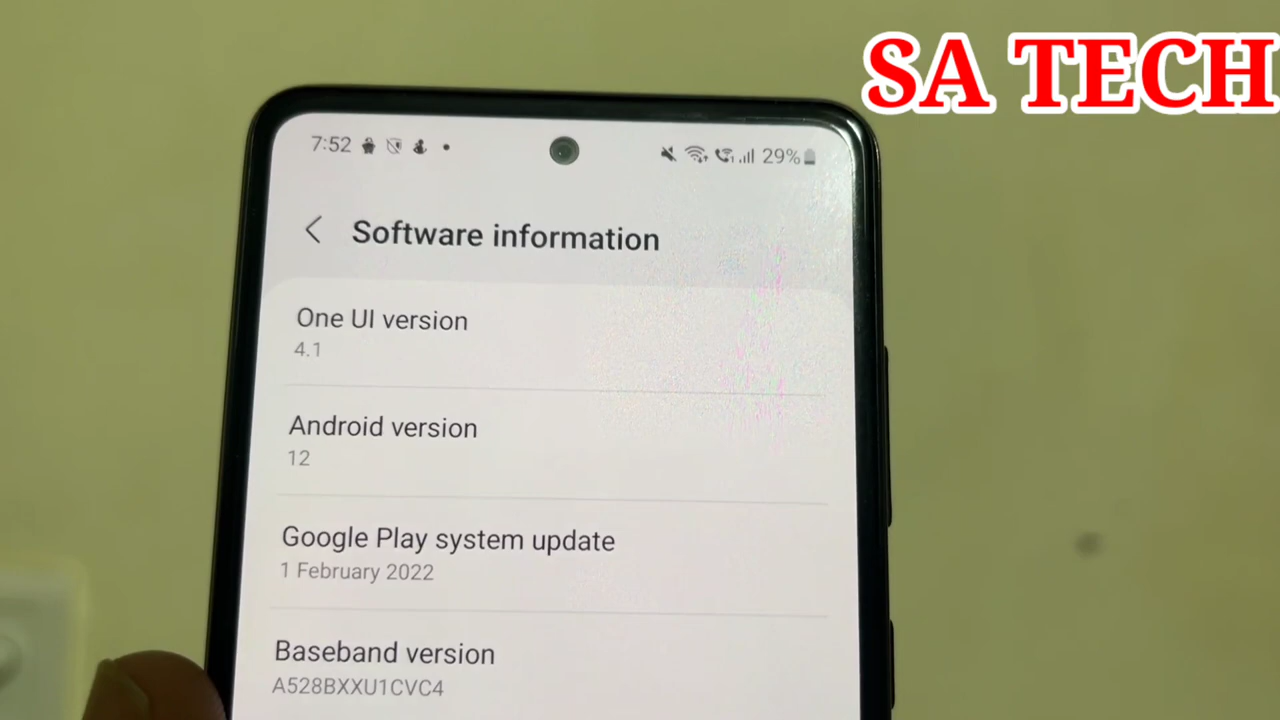 SA TECH
7:52
29%
Software information
One UI version
4.1
Android version
12
Google Play system update
1 February 2022
Baseband version
A528BXXU1CVC4